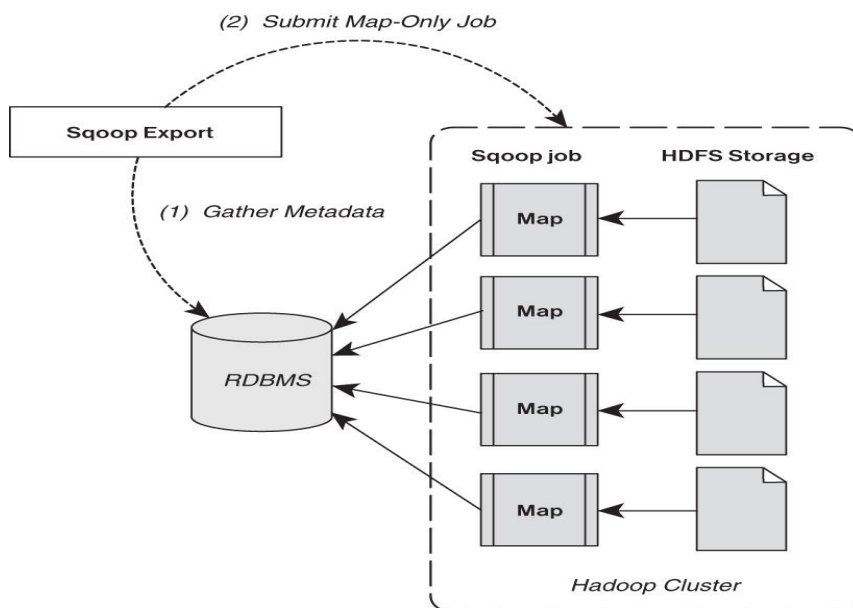 (2) Submit Map-Only Job
Sqoop Export
Sqoop job
HDFS Storage
(1) Gather Metadata
Map
Map
RDBMS
Map
Map
Hadoop Cluster